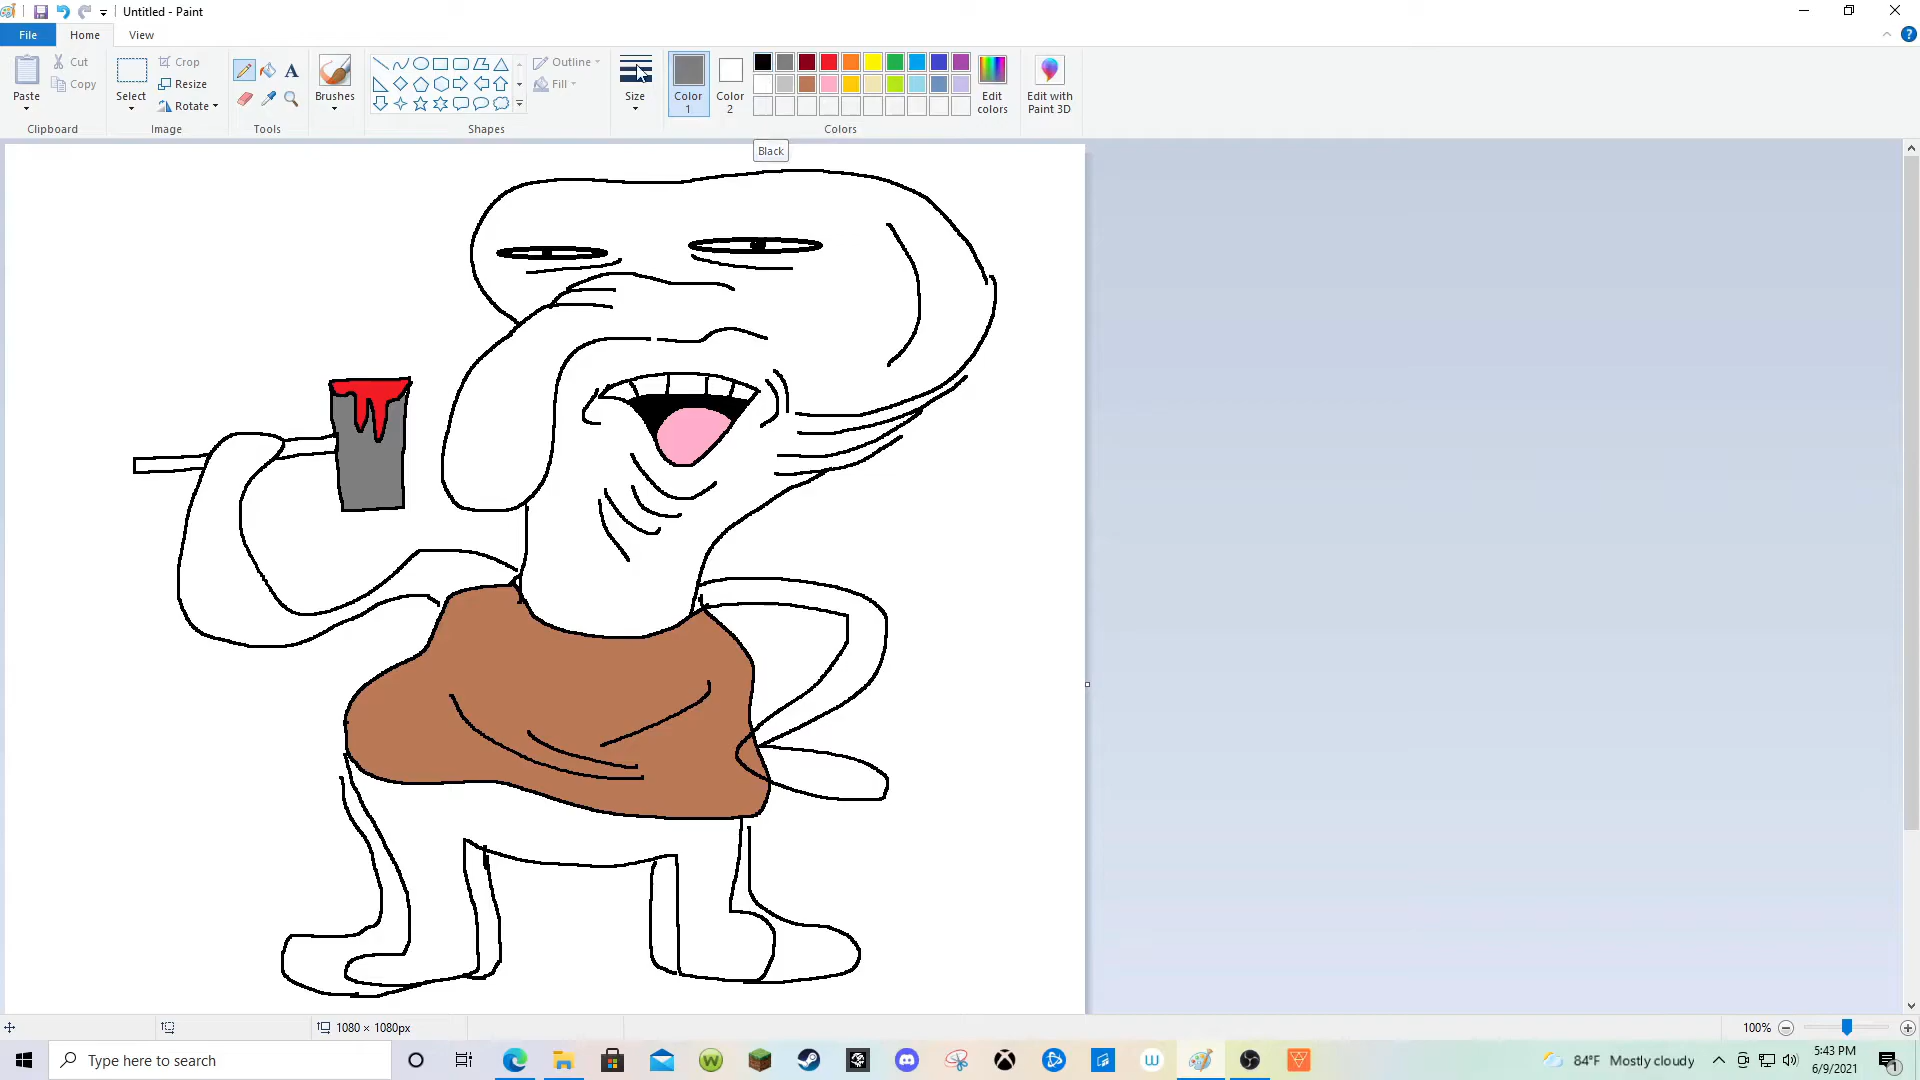 Untitled - Paint
File Home View
Paste
Cut
Copy
Clipboard
Select
Crop
Resize
Rotate
Image
A
Tools
Brushes
Outline
Fill
Shapes
Size
Color 1
Color 2
Edit colors
Colors
Edit with Paint 3D
Black
1080 × 1080px
100%
Type here to search
84°F Mostly cloudy
5:43 PM
6/9/2021